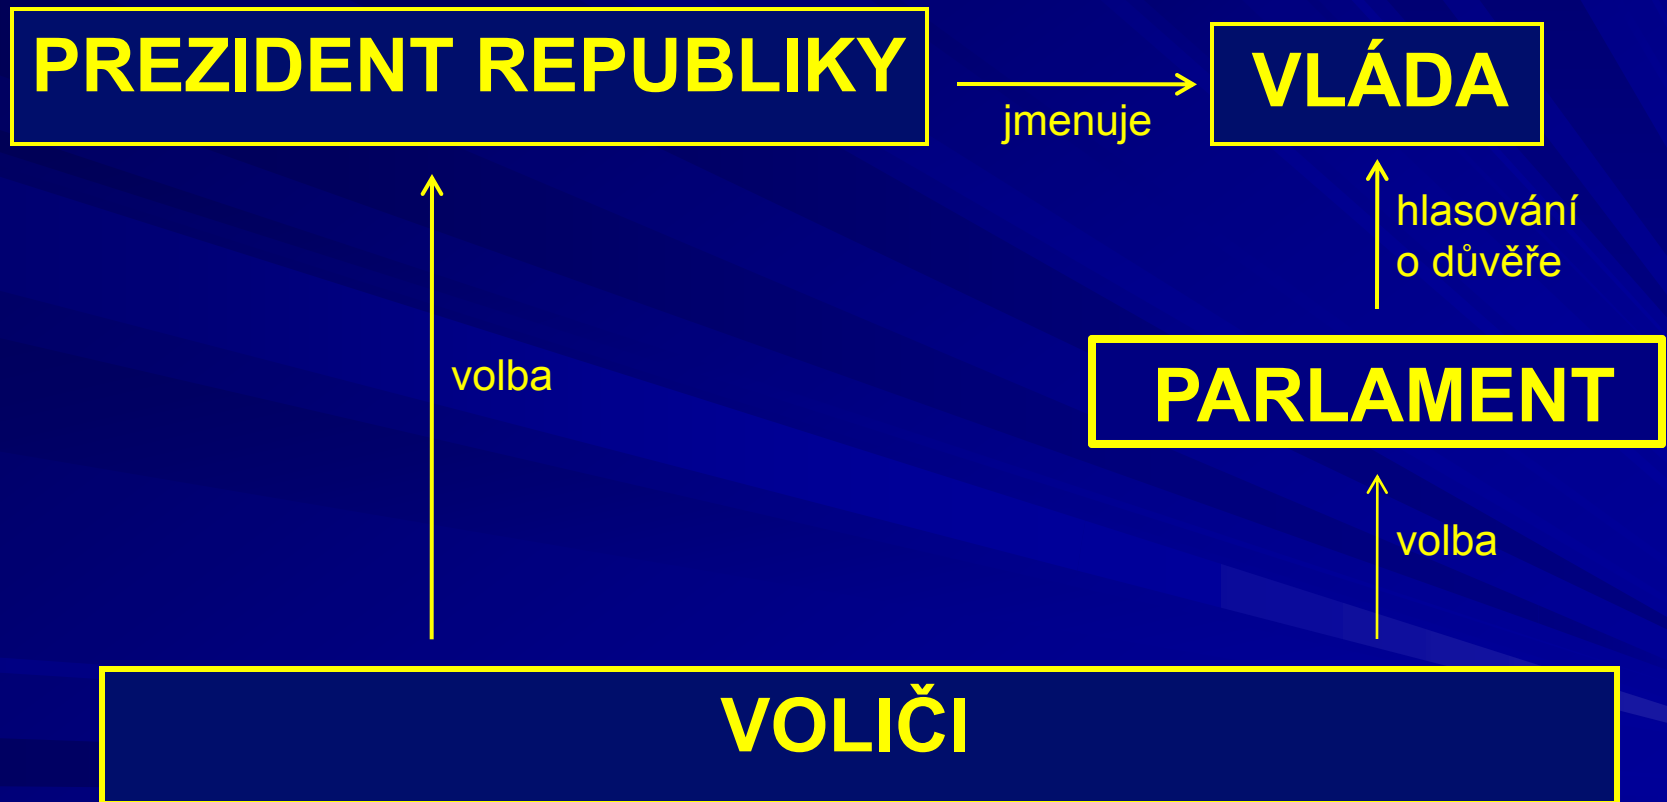 PREZIDENT REPUBLIKY
VLÁDA
jmenuje
hlasování
o důvěře
volba
PARLAMENT
volba
VOLIČI